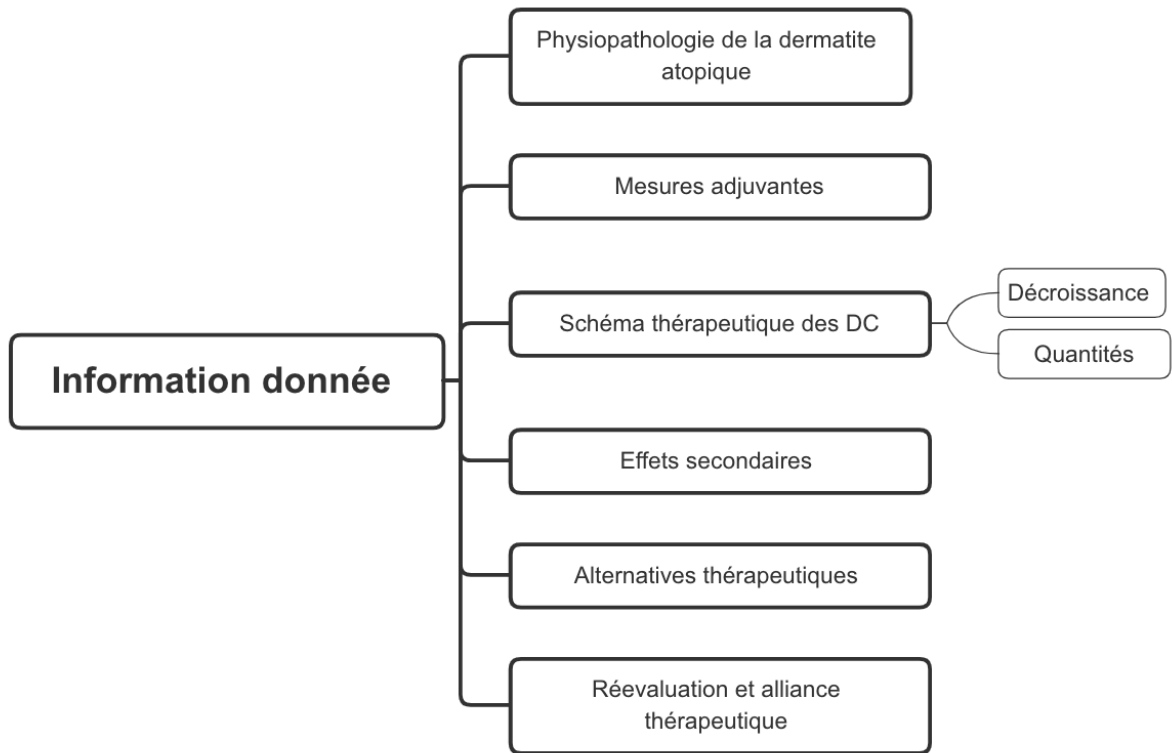 Physiopathologie de la dermatite
atopique
Mesures adjuvantes
Décroissance
Schéma thérapeutique des DC
Quantités
Information donnée
Effets secondaires
Alternatives thérapeutiques
Réevaluation et alliance
thérapeutique